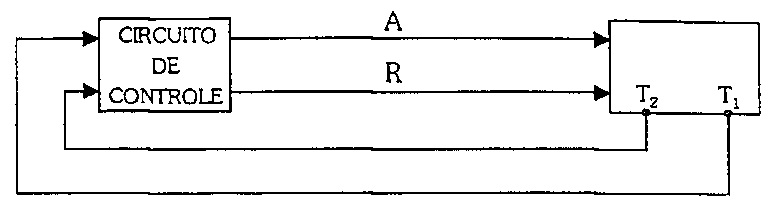 A
CIRCUITO
DE
CONTROLE
R
T₂ T₁